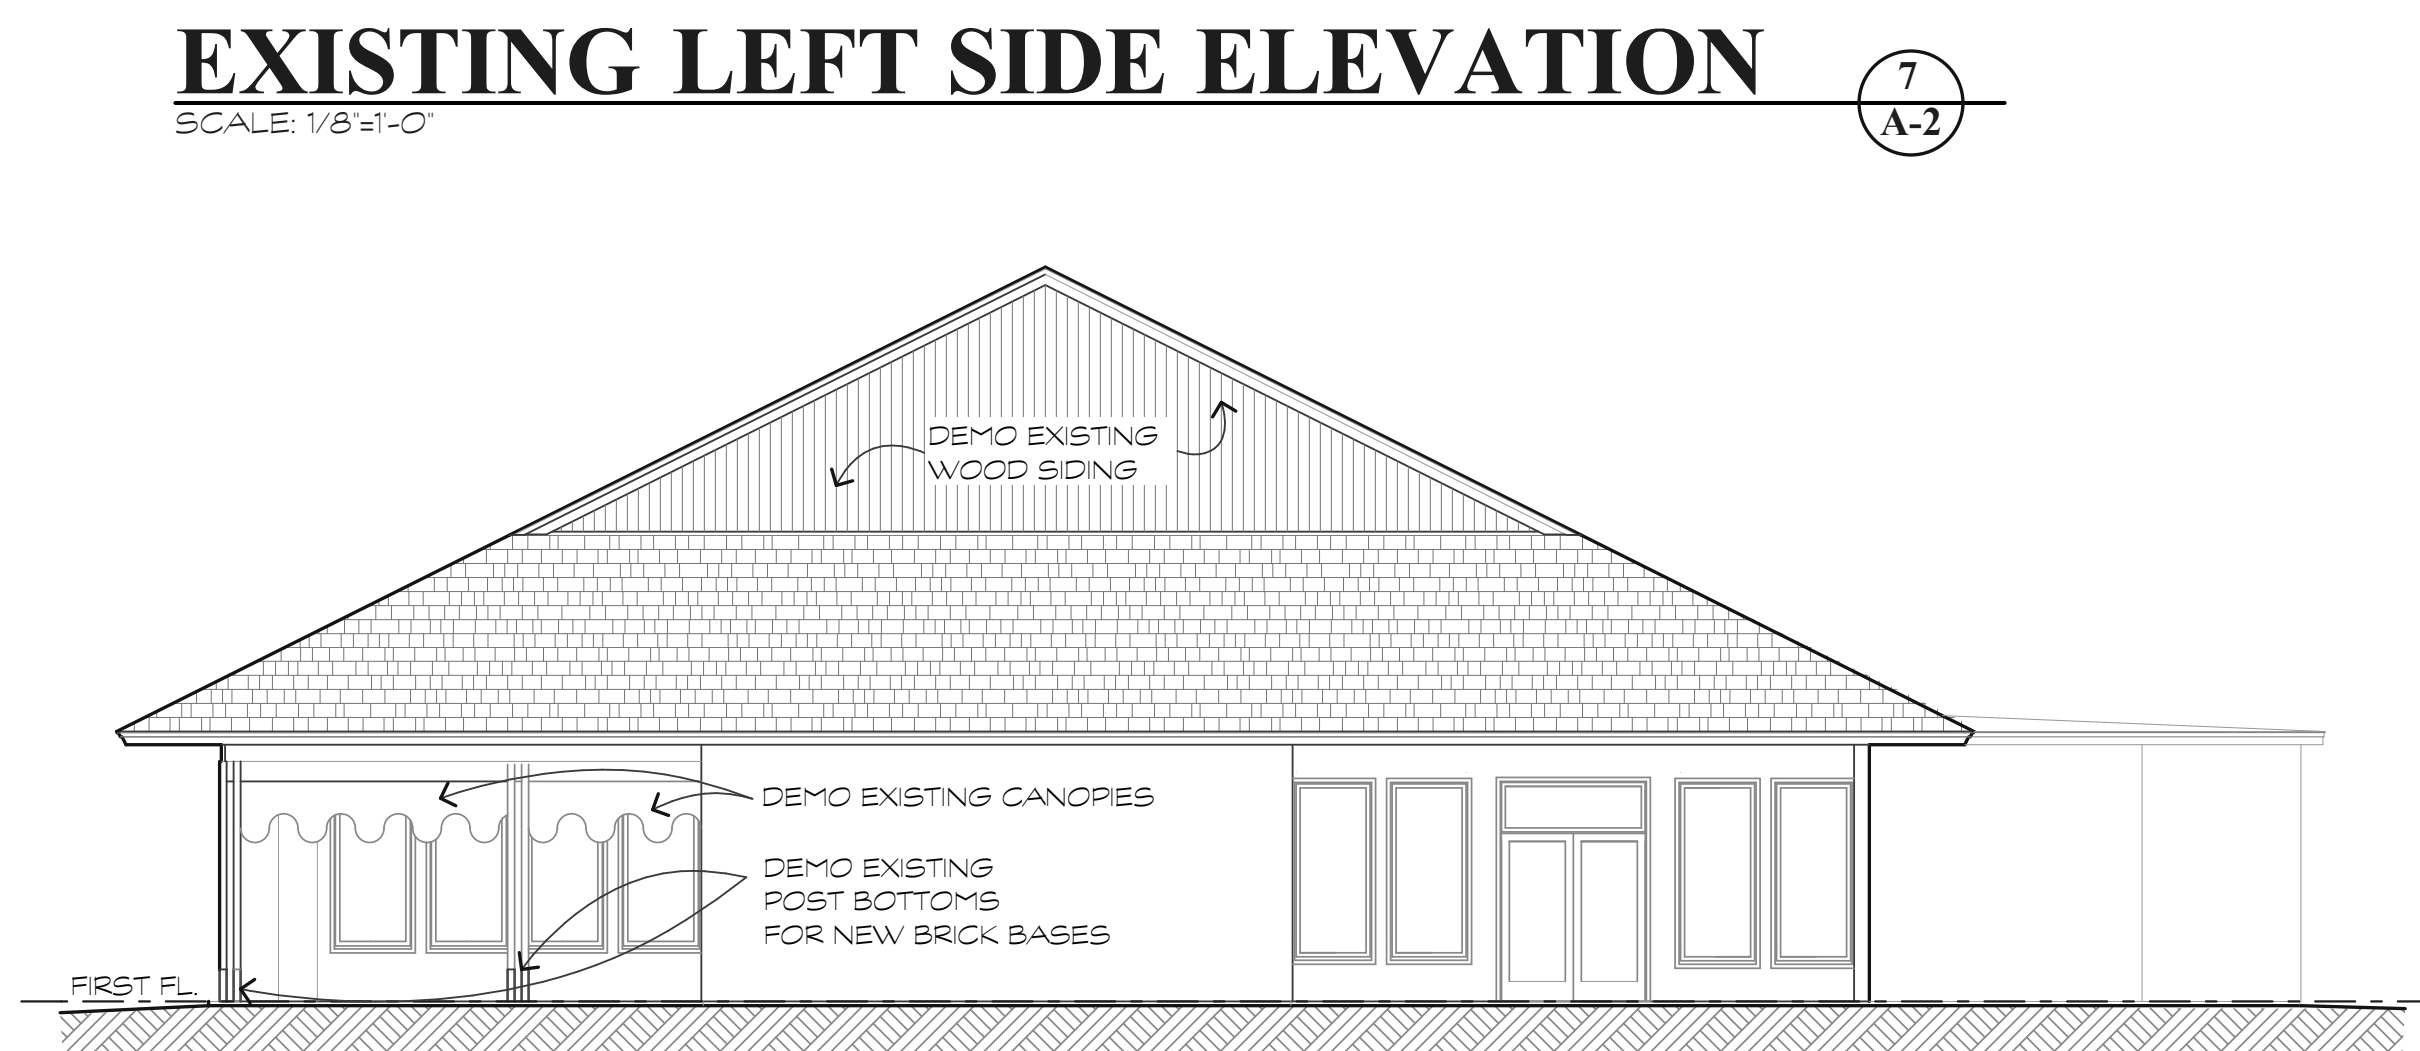 EXISTING LEFT SIDE ELEVATION
7
A-2
SCALE: 1/8"=1'-0"
DEMO EXISTING
WOOD SIDING
DEMO EXISTING CANOPIES
DEMO EXISTING
POST BOTTOMS
FOR NEW BRICK BASES
FIRST FL.